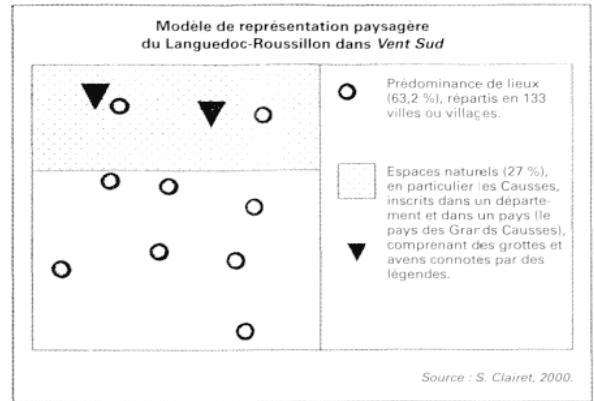 Modèle de représentation paysagère
du Languedoc-Roussillon dans Vent Sud
Prédominance de lieux
(63,2 %), répartis en 133
villes ou villages.
Espaces naturels (27 %),
en particulier les Causses,
inscrits dans un départe-
ment et dans un pays (le
pays des Grands Causses),
comprenant des grottes et
avens connotés par des
légendes.
Source : S. Clairet, 2000.